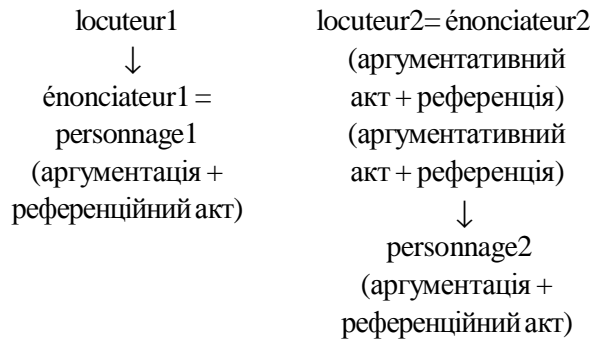 locuteur1
↓
énonciateur1 =
personnage1
(аргументація +
референційний акт)
locuteur2= énonciateur2
(аргументативний
акт + референція)
(аргументативний
акт + референція)
↓
personnage2
(аргументація +
референційний акт)